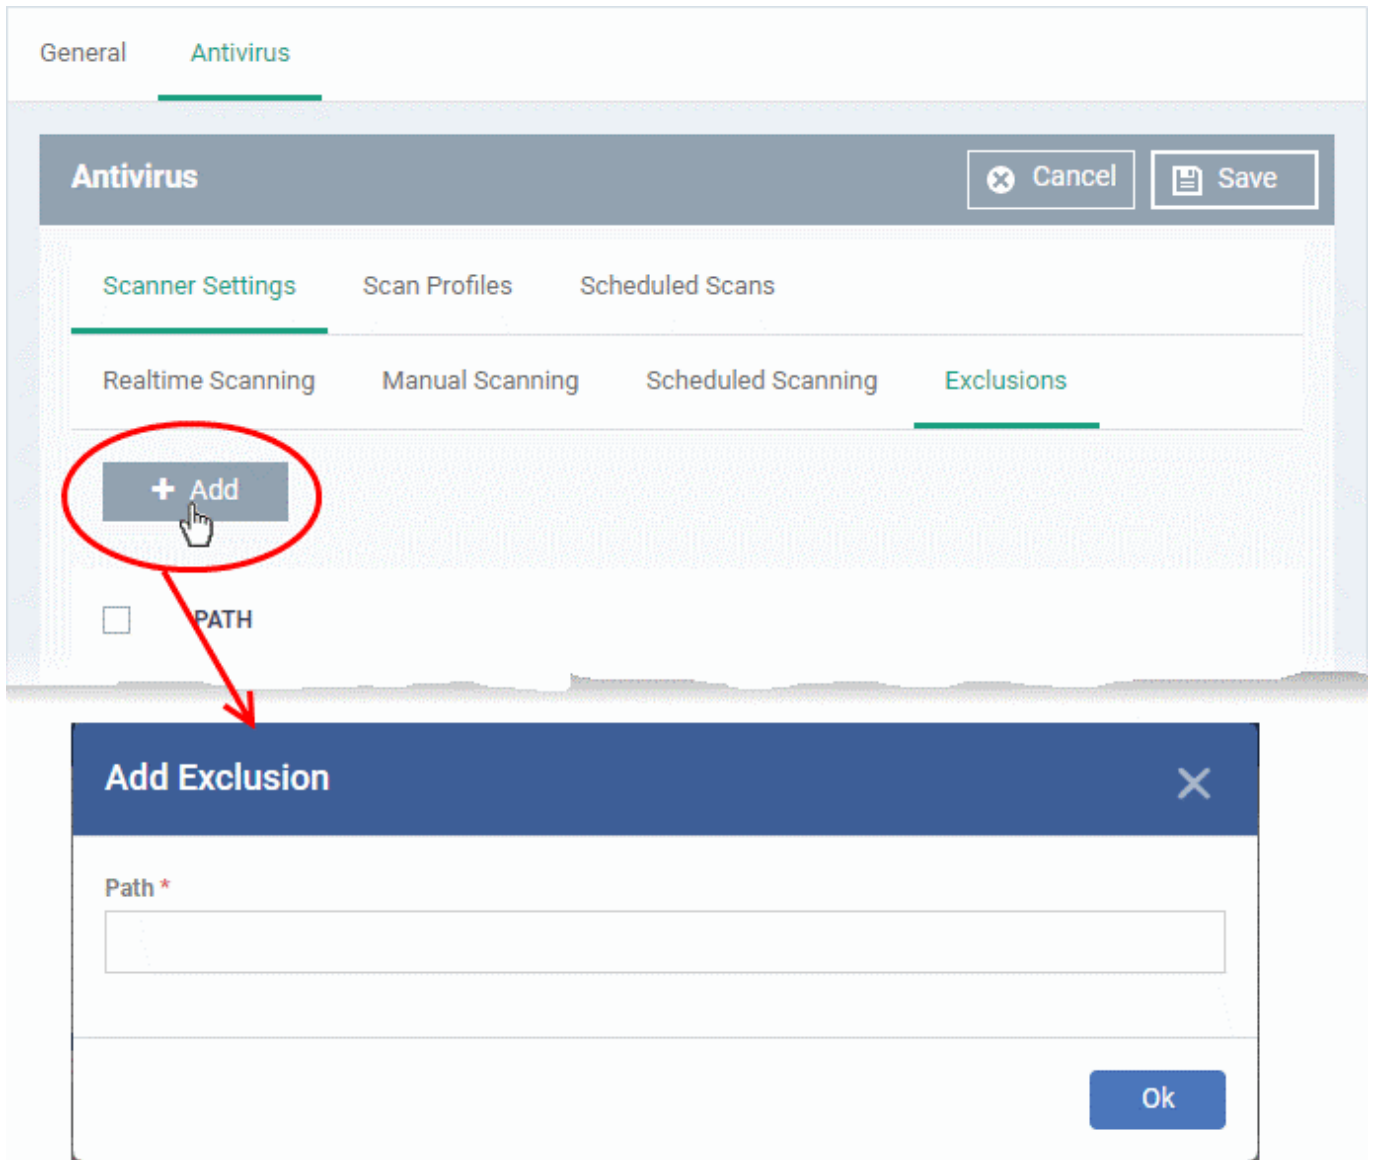 General Antivirus
Antivirus Cancel Save
Scanner Settings Scan Profiles Scheduled Scans
Realtime Scanning Manual Scanning Scheduled Scanning Exclusions
+ Add
PATH
Add Exclusion
Path *
Ok